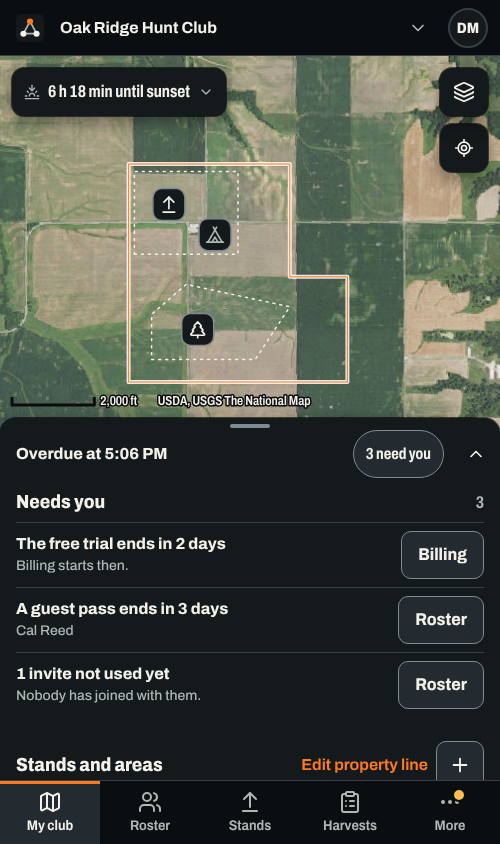 Oak Ridge Hunt Club
DM
6 h 18 min until sunset
2,000 ft
USDA, USGS The National Map
Overdue at 5:06 PM
3 need you
Needs you
3
The free trial ends in 2 days
Billing starts then.
Billing
A guest pass ends in 3 days
Cal Reed
Roster
1 invite not used yet
Nobody has joined with them.
Roster
Stands and areas
Edit property line
My club
Roster
Stands
Harvests
More